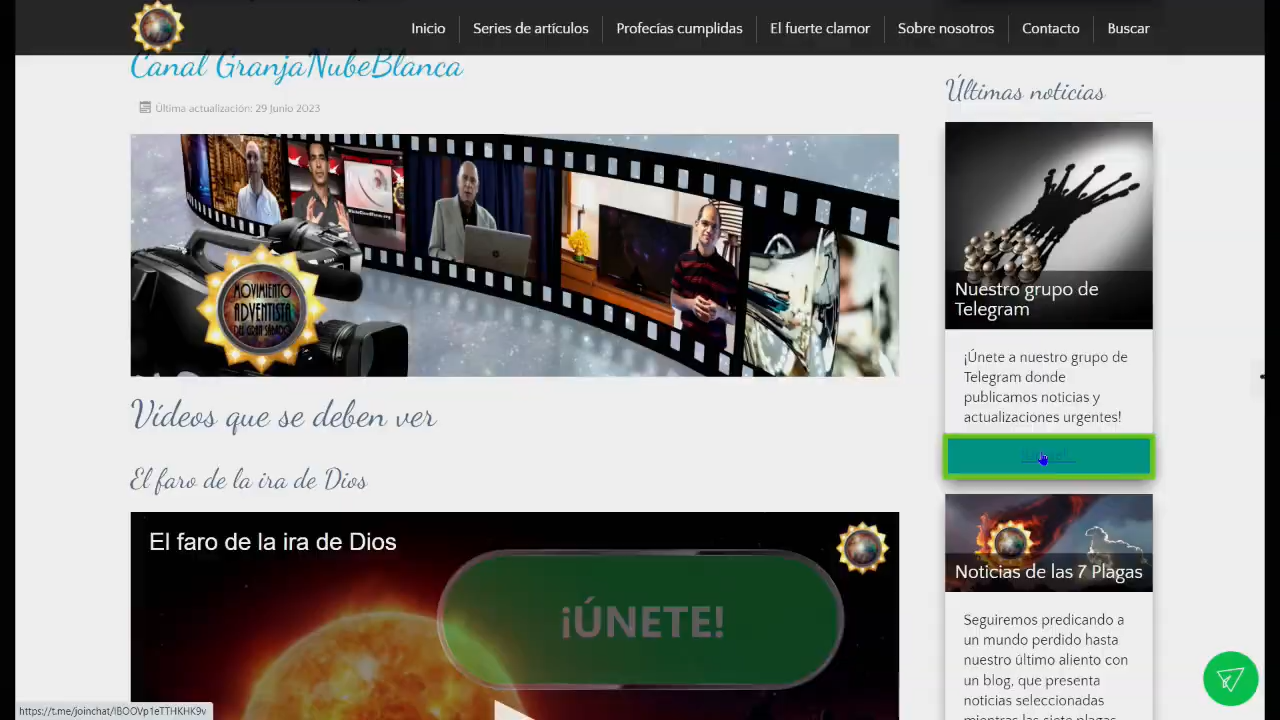 Inicio
Series de artículos
Profecías cumplidas
El fuerte clamor
Sobre nosotros
Contacto
Buscar
Canal GranjaNubeBlanca
Última actualización: 29 Junio 2023
MOVIMIENTO
ADVENTISTA
DEL GRAN SÁBADO
Vídeos que se deben ver
El faro de la ira de Dios
El faro de la ira de Dios
¡ÚNETE!
Últimas noticias
Nuestro grupo de
Telegram
¡Únete a nuestro grupo de
Telegram donde
publicamos noticias y
actualizaciones urgentes!
Noticias de las 7 Plagas
Seguiremos predicando a
un mundo perdido hasta
nuestro último aliento con
un blog, que presenta
noticias seleccionadas
mientras las siete plagas